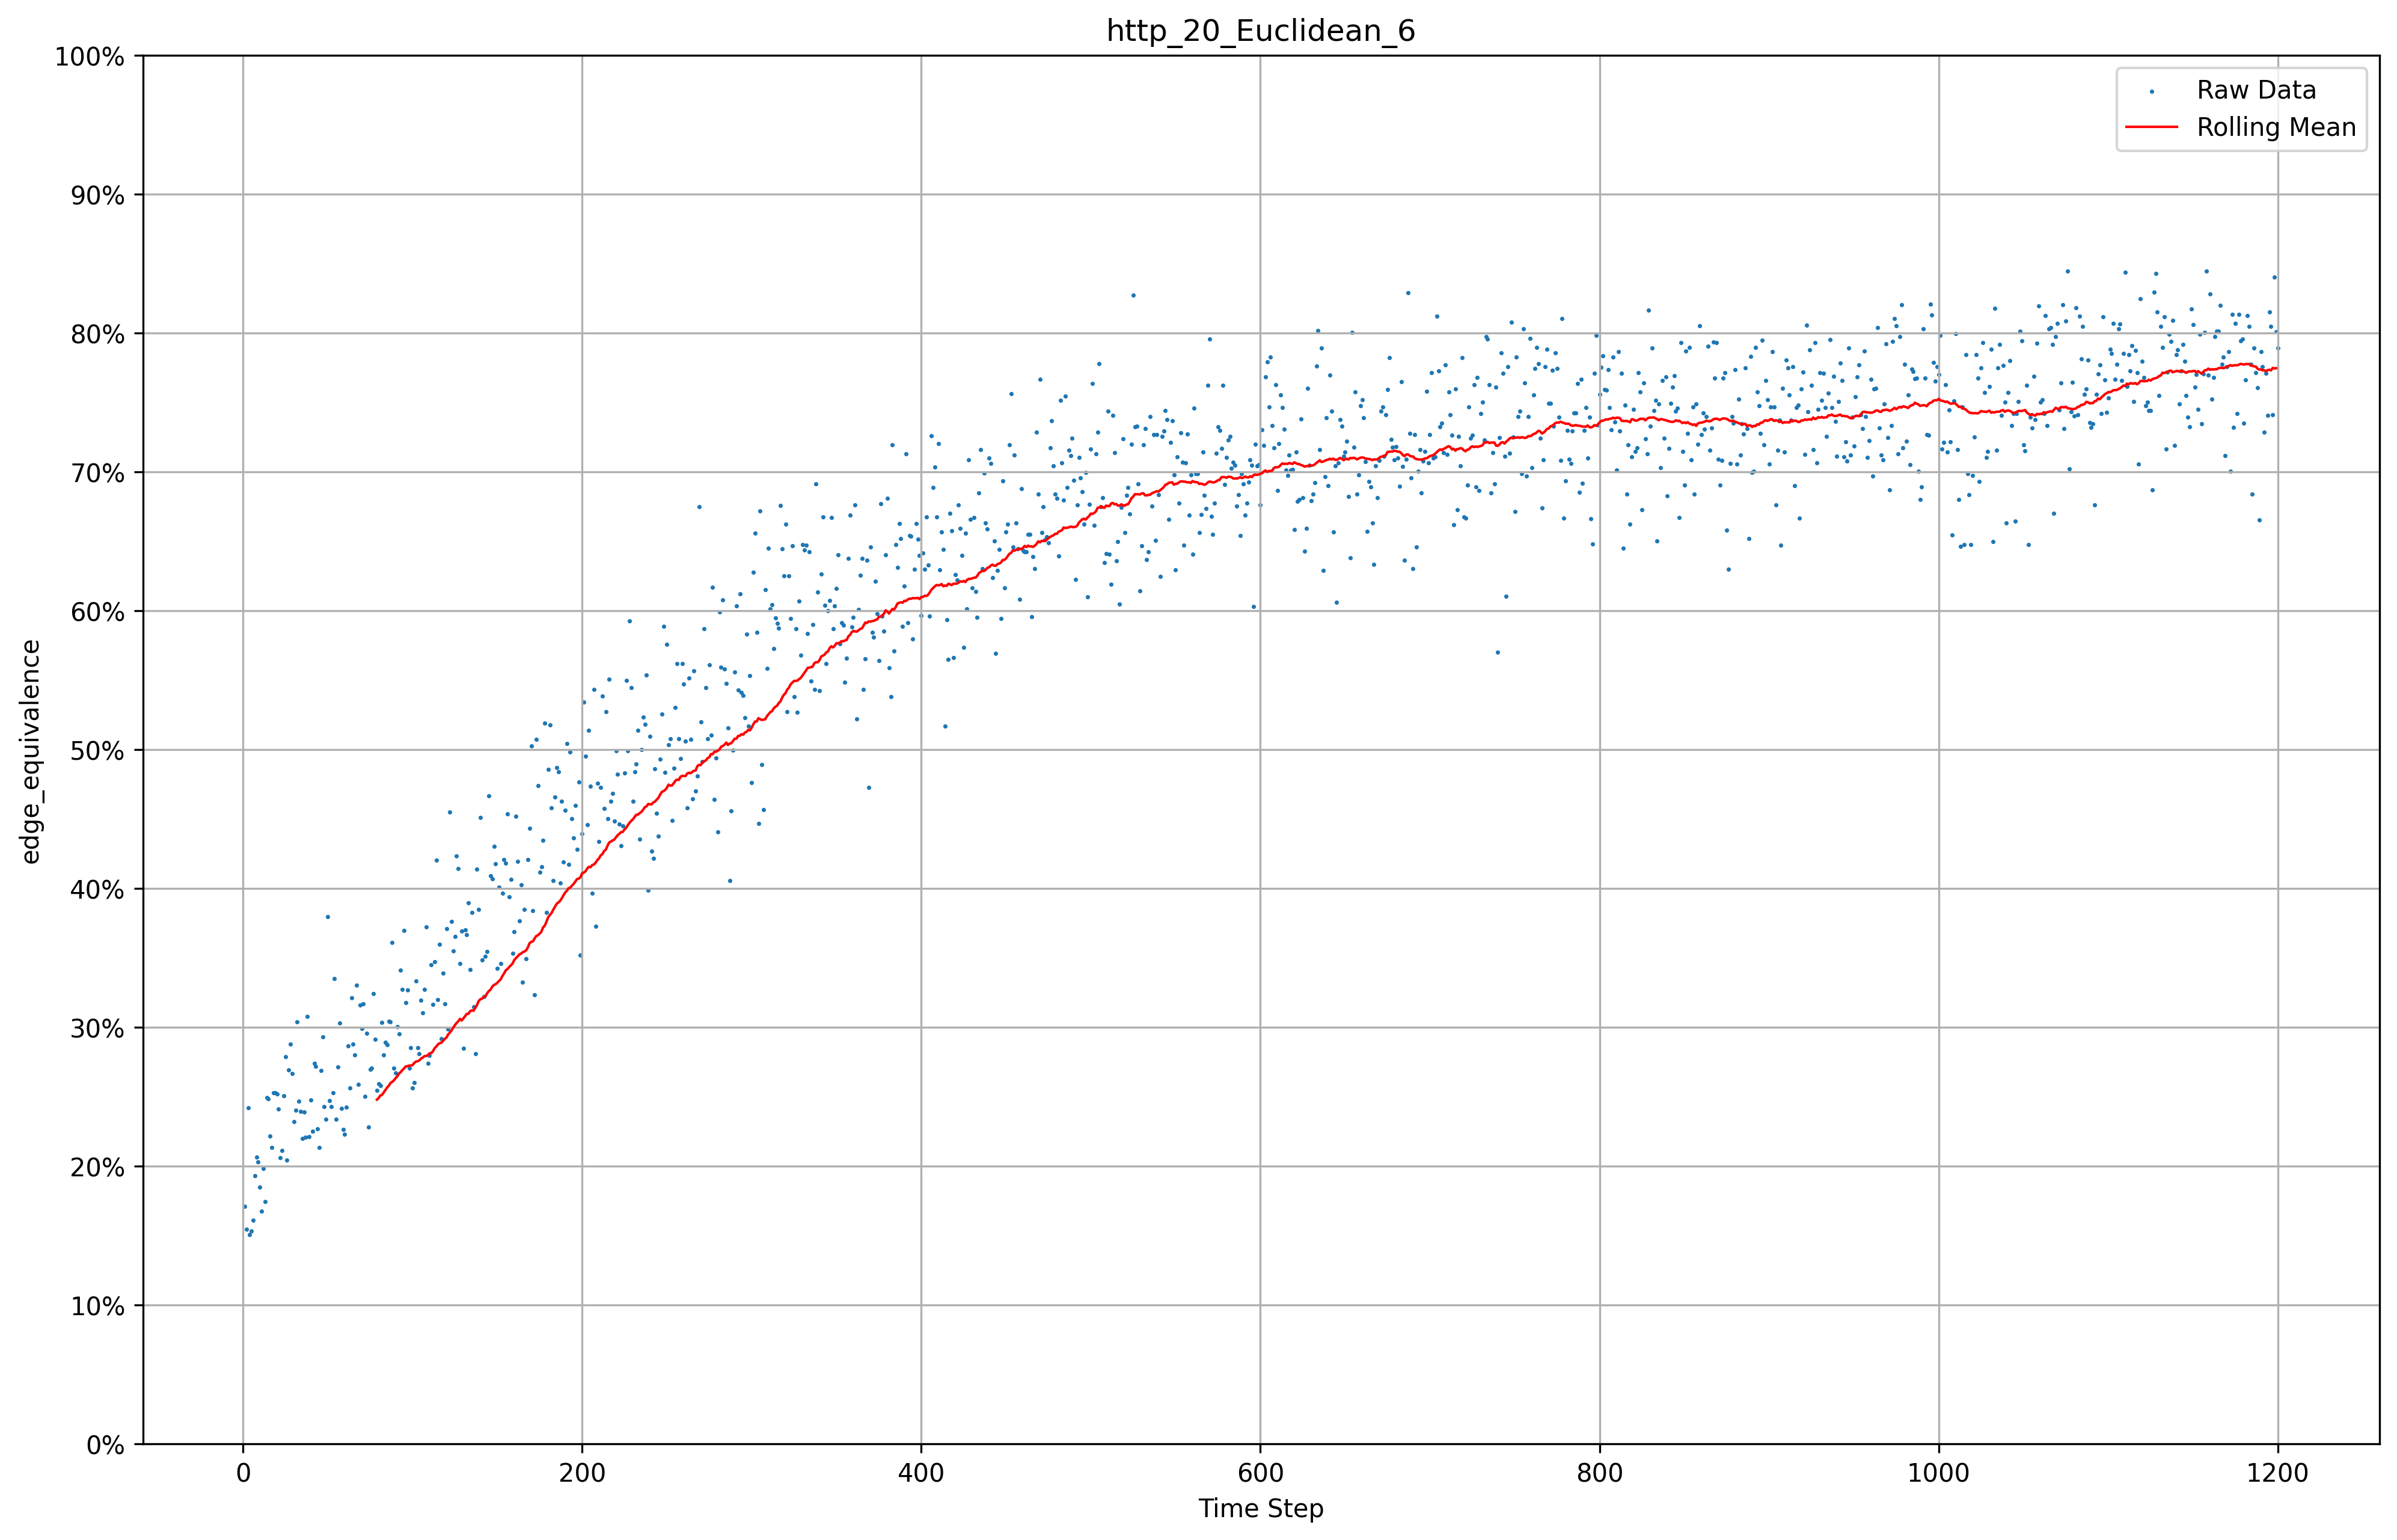 http_20_Euclidean_6
100%
90%
80%
70%
60%
50%
40%
30%
20%
10%
0%
edge_equivalence
Raw Data
Rolling Mean
0 200 400 600 800 1000 1200
Time Step